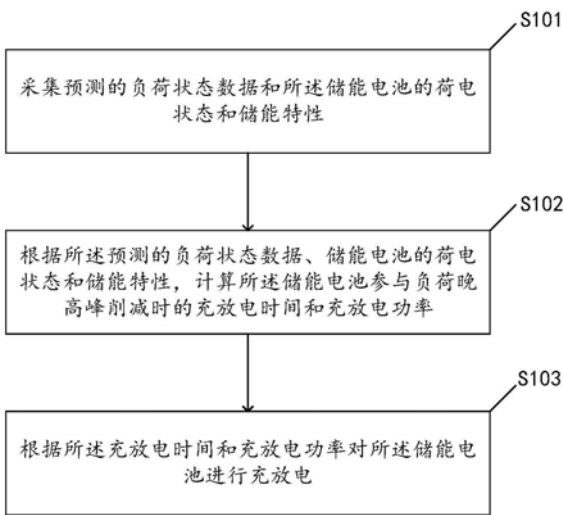 S101
采集预测的负荷状态数据和所述储能电池的荷电
状态和储能特性
S102
根据所述预测的负荷状态数据、储能电池的荷电
状态和储能特性，计算所述储能电池参与负荷晚
高峰削减时的充放电时间和充放电功率
S103
根据所述充放电时间和充放电功率对所述储能电
池进行充放电